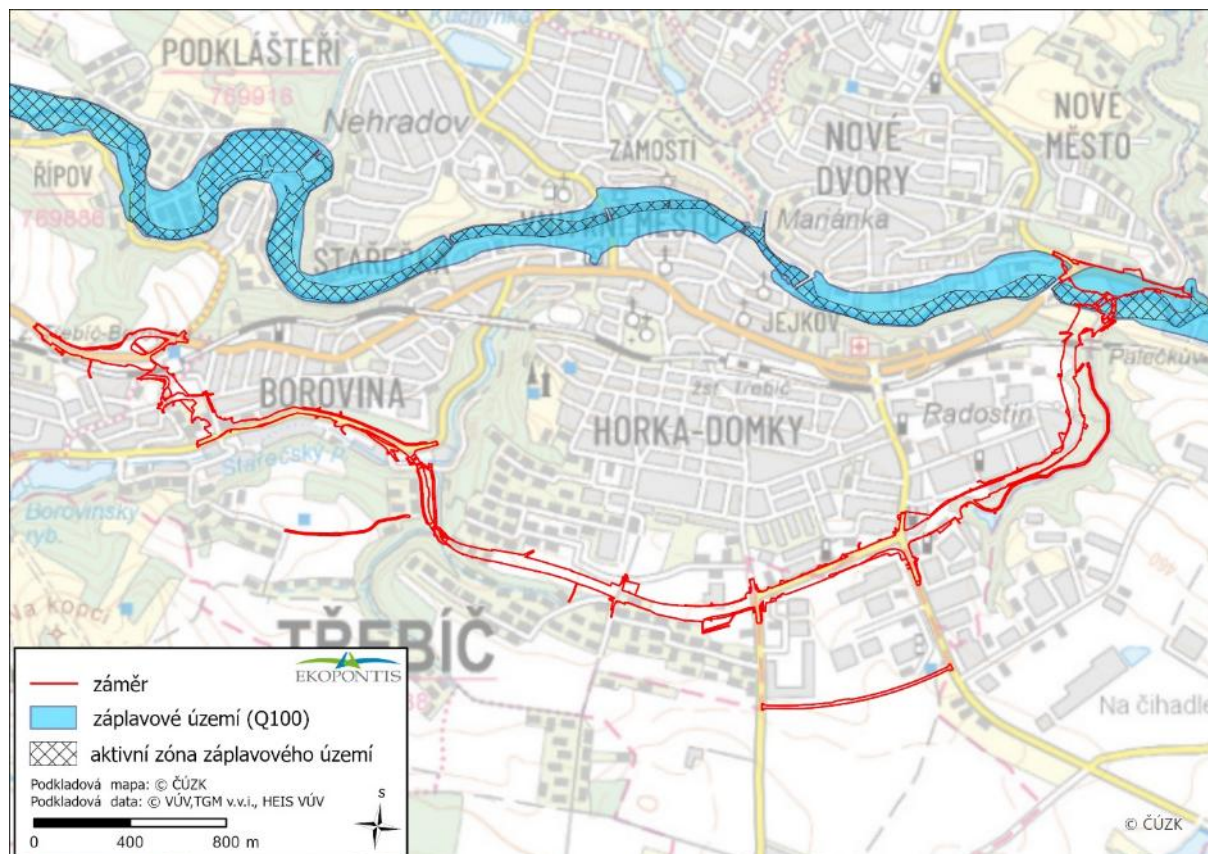 Kuchyňka
PODKLÁŠTEŘÍ
769916
Nehradov
NOVÉ
MĚSTO
ZÁMOSTÍ
NOVÉ
DVORY
ŘÍPOV
769886
Mariánka
STAŘEČKA
JEJKOV
BOROVINA
žst. Třebíč
Radostín
HORKA-DOMKY
Stařečský p.
Borovinský
ryb.
Na kopci
TŘEBÍČ
Na čihadle
EKOPONTIS
záměr
záplavové území (Q100)
aktivní zóna záplavového území
Podkladová mapa: © ČÚZK
Podkladová data: © VÚV,TGM v.v.i., HEIS VÚV
S
0 400 800 m
© ČÚZK